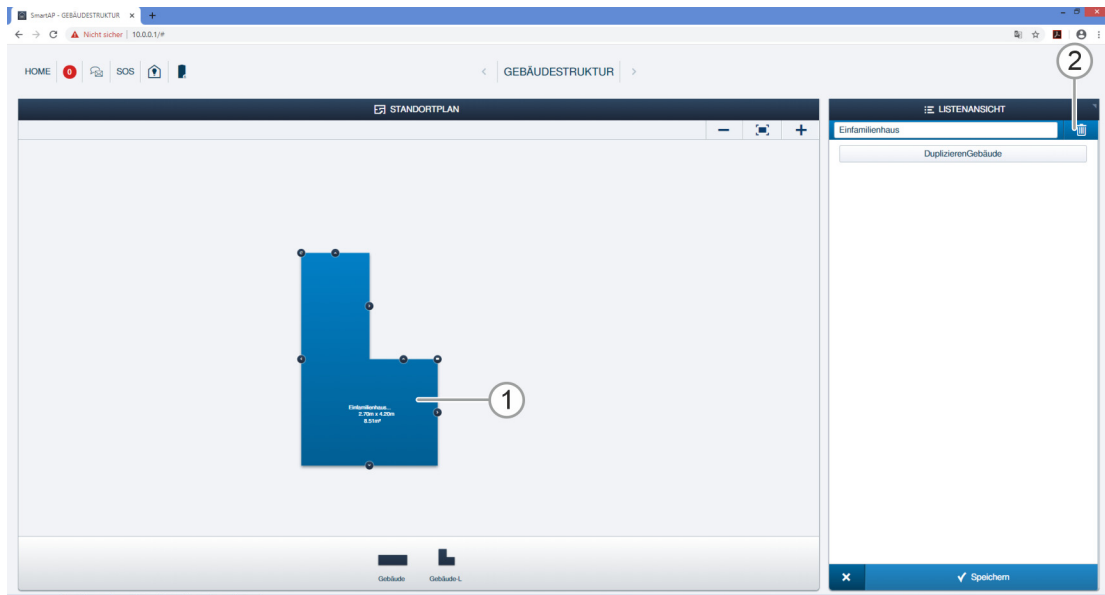 SmartAP - GEBÄUDESTRUKTUR
Nicht sicher | 10.0.0.1/#
HOME 0 SOS
GEBÄUDESTRUKTUR
2
STANDORTPLAN
LISTENANSICHT
Einfamilienhaus
DuplizierenGebäude
1
Einfamilienhaus...
2.70m x 4.20m
8.51m²
Gebäude
Gebäude-L
Speichern